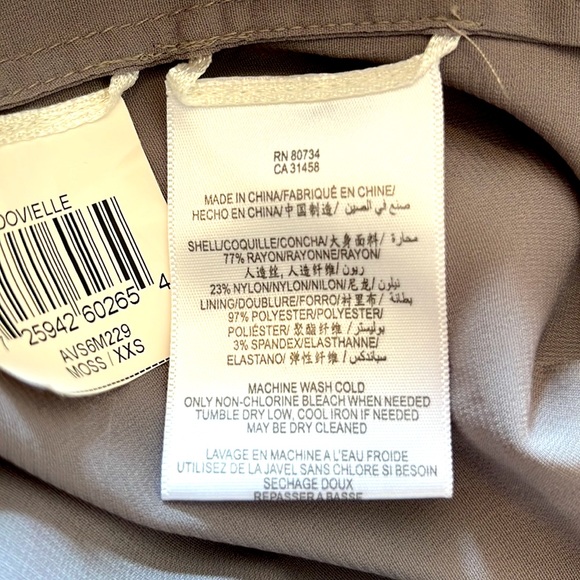 DOVIELLE
25942 60265 4
AVS6M229
MOSS / XXS
RN 80734
CA 31458
MADE IN CHINA/FABRIQUÉ EN CHINE/
HECHO EN CHINA/中国制造/ صنع في الصين
SHELL/COQUILLE/CONCHA/大身面料/ محارة
77% RAYON/RAYONNE/RAYON/
人造丝, 人造纤维/ ريون
23% NYLON/NYLON/NILON/尼龙/ نيلون
LINING/DOUBLURE/FORRO/衬里布/ بطانة
97% POLYESTER/POLYESTER/
POLIÉSTER/ 聚酯纤维/ بوليستر
3% SPANDEX/ELASTHANNE/
ELASTANO/ 弹性纤维/ سباندكس
MACHINE WASH COLD
ONLY NON-CHLORINE BLEACH WHEN NEEDED
TUMBLE DRY LOW, COOL IRON IF NEEDED
MAY BE DRY CLEANED
LAVAGE EN MACHINE A L'EAU FROIDE
UTILISEZ DE LA JAVEL SANS CHLORE SI BESOIN
SECHAGE DOUX
REPASSER A BASSE